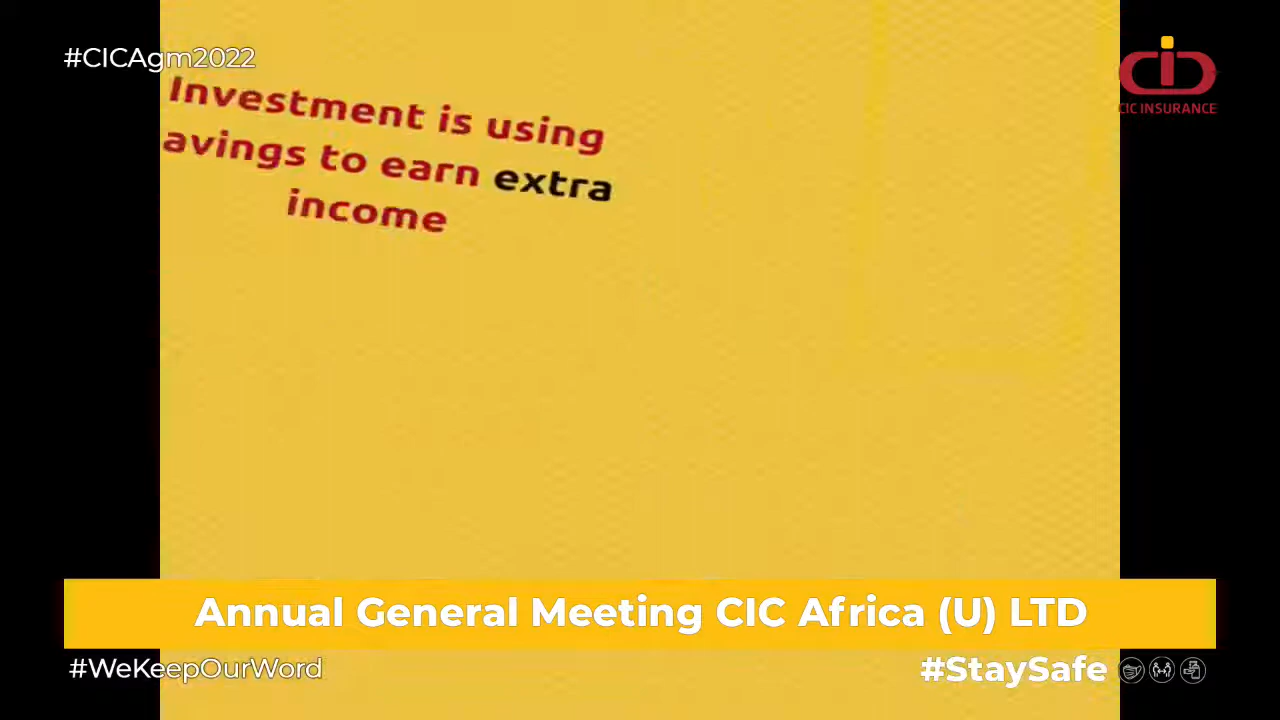 #CICAgm2022
CIC INSURANCE
Investment is using
avings to earn extra
income
Annual General Meeting CIC Africa (U) LTD
#WeKeepOurWord
#StaySafe